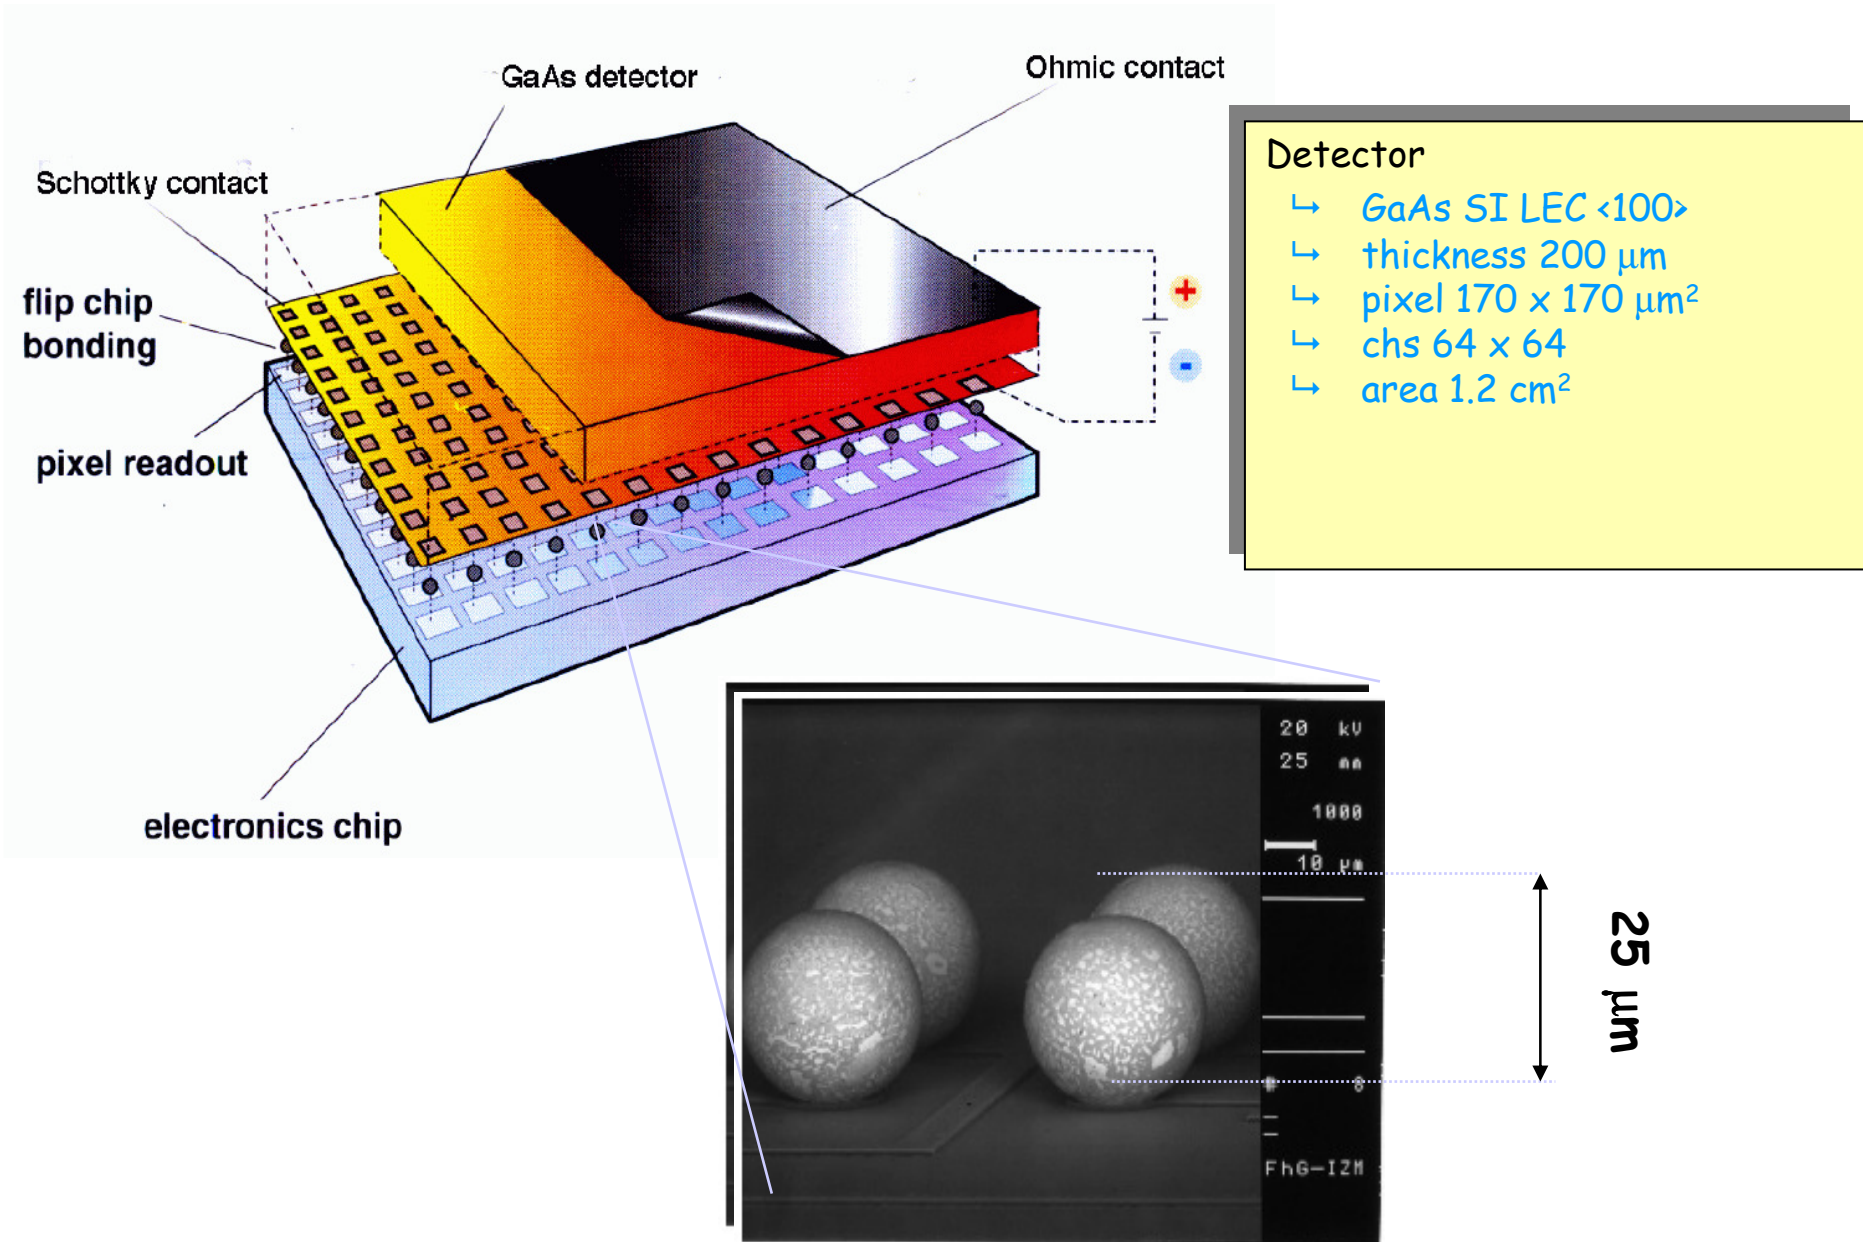 GaAs detector
Ohmic contact
Schottky contact
flip chip
bonding
pixel readout
electronics chip
+
-
Detector
↳ GaAs SI LEC <100>
↳ thickness 200 μm
↳ pixel 170 x 170 μm²
↳ chs 64 x 64
↳ area 1.2 cm²
20 kV
25 mm
1000
10 μm
8
FhG-IZM
25 μm